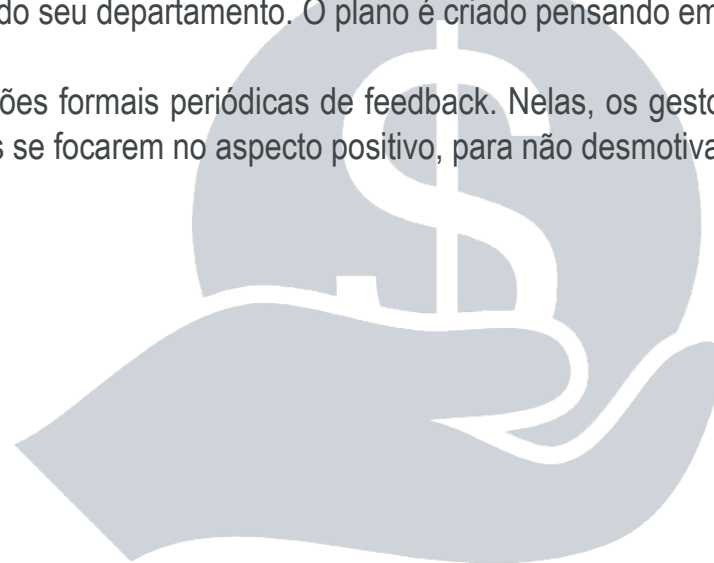 do seu departamento. O plano é criado pensando em
ões formais periódicas de feedback. Nelas, os gesto
s se focarem no aspecto positivo, para não desmotiva
$